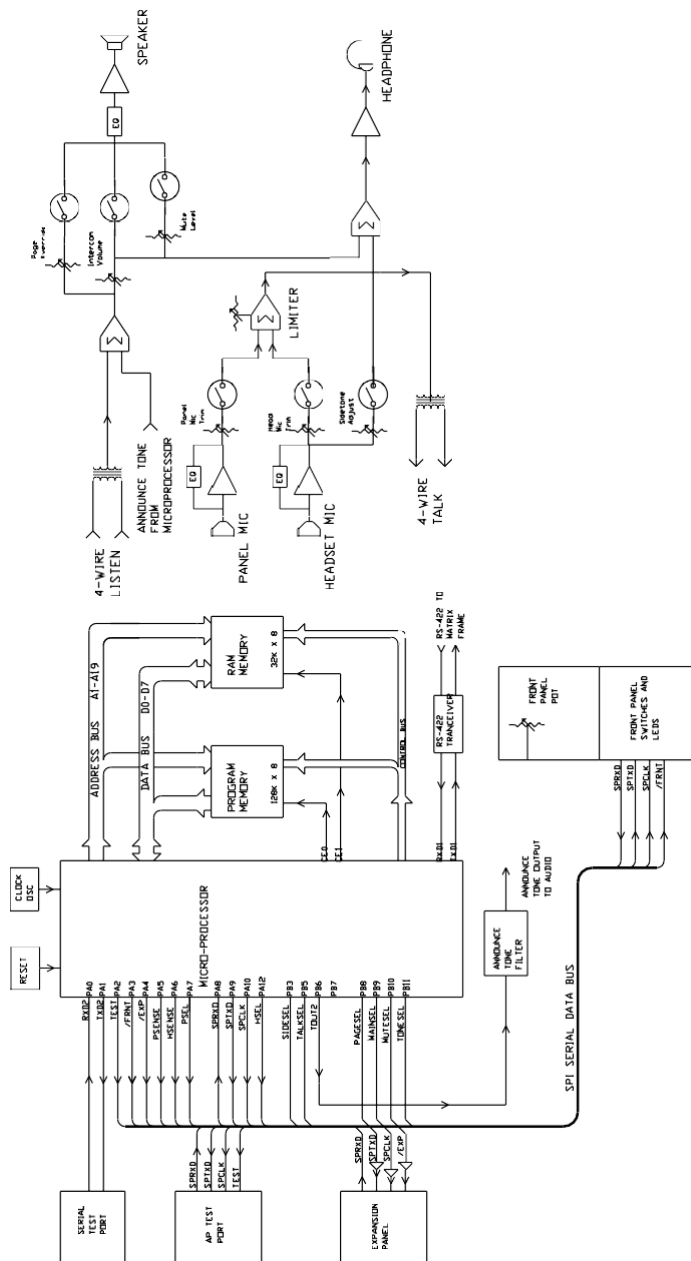 SPEAKER
EQ
Page
Override
Intercom
Volume
Mute
Level
HEADPHONE
LIMITER
Panel
Mic
Trim
Head
Mic
Trim
Sidetone
Adjust
4-WIRE
LISTEN
ANNOUNCE TONE
FROM
MICROPROCESSOR
EQ
PANEL MIC
EQ
HEADSET MIC
4-WIRE
TALK
Σ
Σ
Σ
CLOCK
OSC
RESET
MICRO-PROCESSOR
ADDRESS BUS A1-A19
DATA BUS D0-D7
PROGRAM
MEMORY
128K X 8
RAM
MEMORY
32K X 8
CE0
CE1
CONTROL BUS
RXD1
TXD1
RS-422
TRANCEIVER
RS-422 TO
MATRIX
FRAME
RXD2 PA0
TXD2 PA1
TEST PA2
/FRNT PA3
/EXP PA4
PSENSE PA5
HSENSE PA6
PSEL PA7
SPRXD PA8
SPTXD PA9
SPCLK PA10
HSEL PA12
SIDESEL PB3
TALKSEL PB5
TOUT2 PB6
PB7
PAGESEL PB8
MAINSEL PB9
MUTESEL PB10
TONESEL PB11
SERIAL
TEST
PORT
AP TEST
PORT
SPRXD
SPTXD
SPCLK
TEST
EXPANSION
PANEL
SPRXD
SPTXD
SPCLK
/EXP
ANNOUNCE
TONE
FILTER
ANNOUNCE
TONE OUTPUT
TO AUDIO
SPI SERIAL DATA BUS
FRONT
PANEL
POT
FRONT PANEL
SWITCHES AND
LEDS
SPRXD
SPTXD
SPCLK
/FRNT